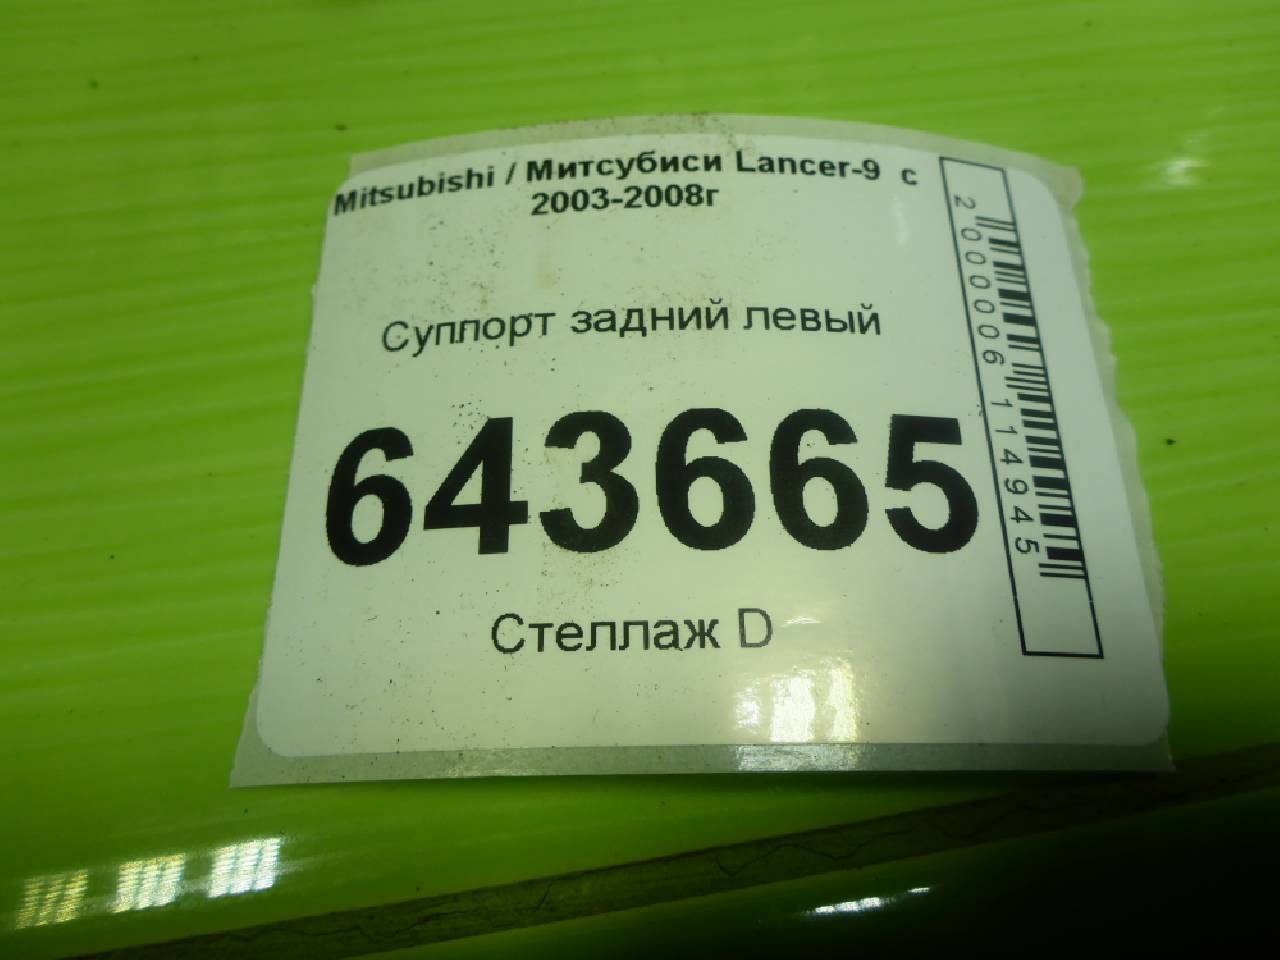 Mitsubishi / Митсубиси Lancer-9 с
2003-2008г
Суппорт задний левый
643665
Стеллаж D
2000006114945